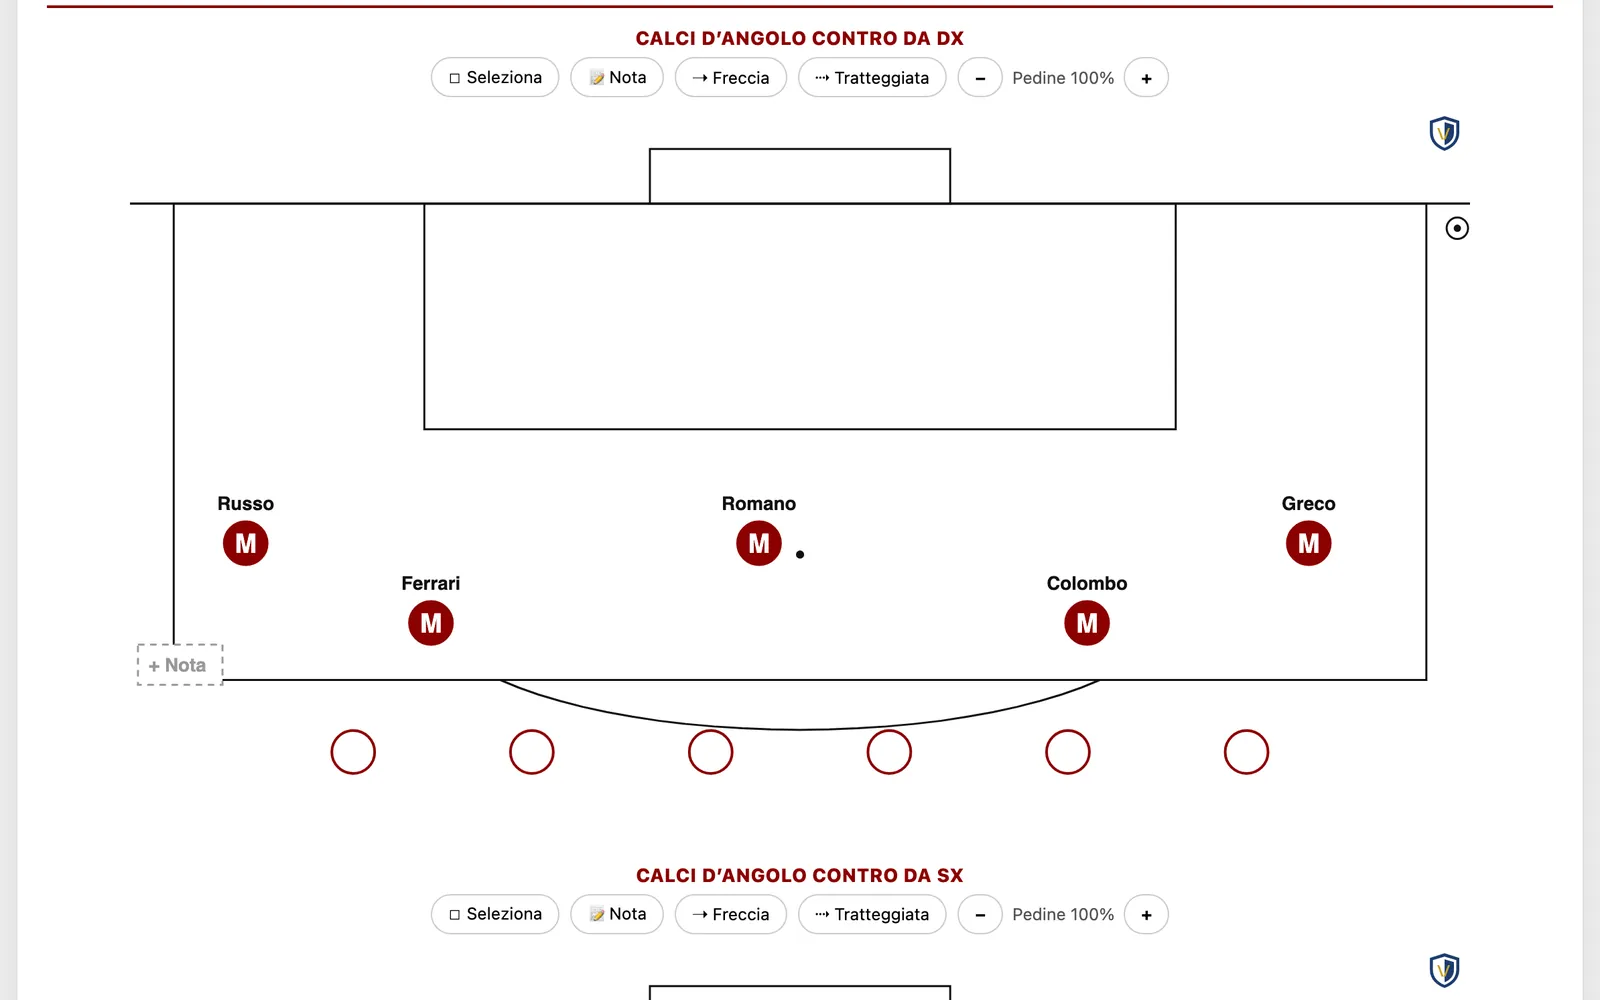 CALCI D’ANGOLO CONTRO DA DX
Seleziona
Nota
Freccia
Tratteggiata
–
Pedine 100%
+
V
Russo
Romano
Greco
M
M
M
Ferrari
Colombo
M
M
+ Nota
CALCI D’ANGOLO CONTRO DA SX
Seleziona
Nota
Freccia
Tratteggiata
–
Pedine 100%
+
V